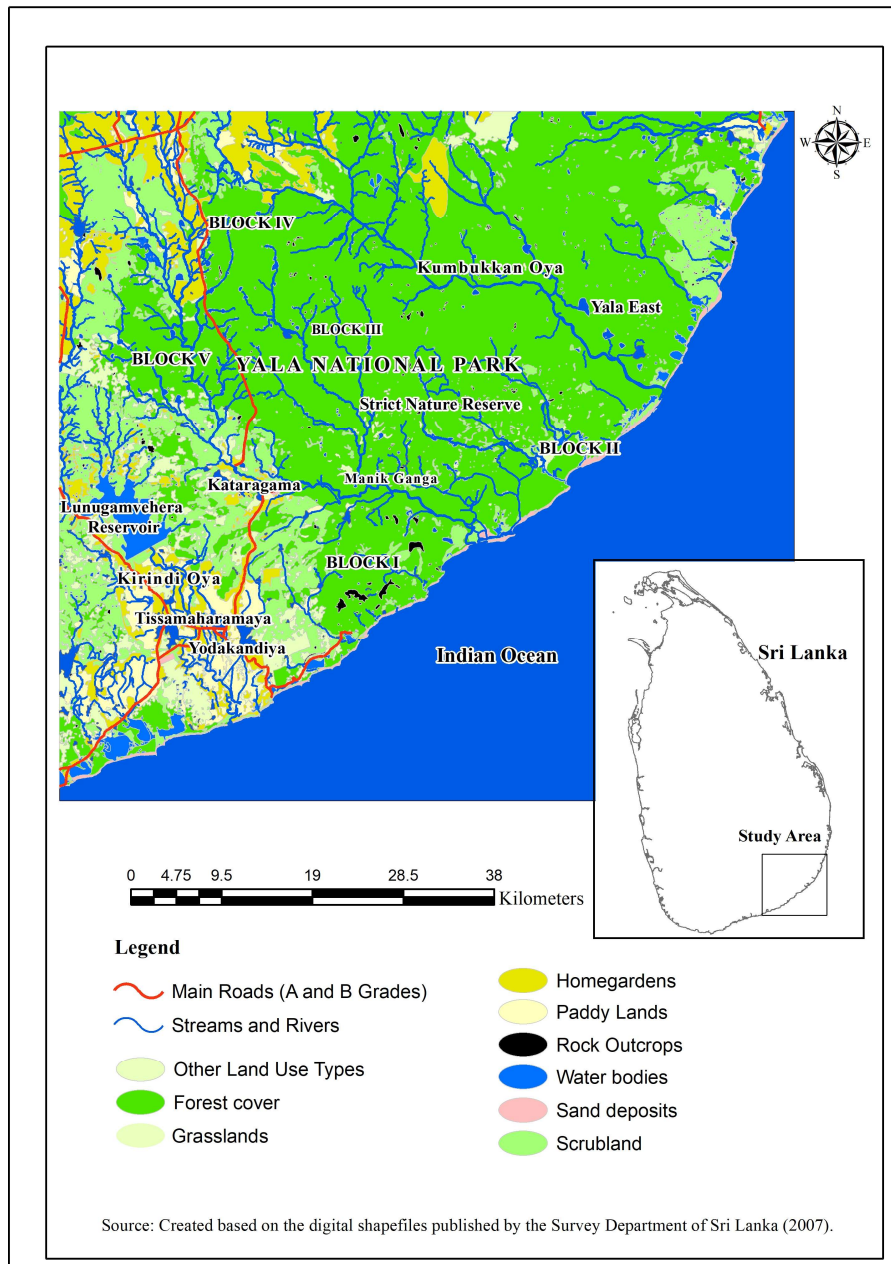 N
W E
S
BLOCK IV
Kumbukkan Oya
Yala East
BLOCK III
BLOCK V
YALA NATIONAL PARK
Strict Nature Reserve
BLOCK II
Manik Ganga
Kataragama
Lunugamvehera
Reservoir
BLOCK I
Kirindi Oya
Tissamaharamaya
Yodakandiya
Indian Ocean
Sri Lanka
Study Area
0 4.75 9.5 19 28.5 38
Kilometers
Legend
Main Roads (A and B Grades)
Streams and Rivers
Other Land Use Types
Forest cover
Grasslands
Homegardens
Paddy Lands
Rock Outcrops
Water bodies
Sand deposits
Scrubland
Source: Created based on the digital shapefiles published by the Survey Department of Sri Lanka (2007).